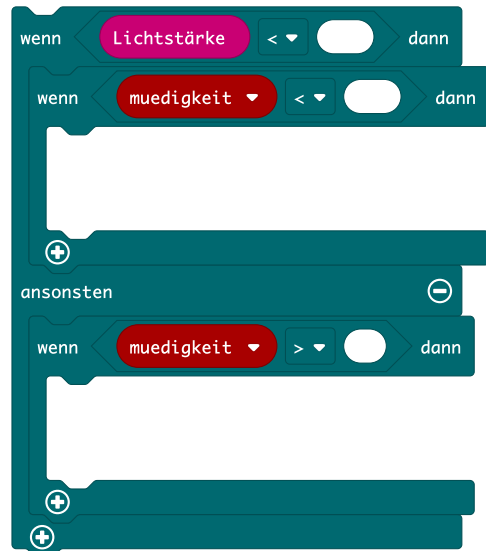 wenn Lichtstärke < dann
wenn muedigkeit < dann
ansonsten
wenn muedigkeit > dann